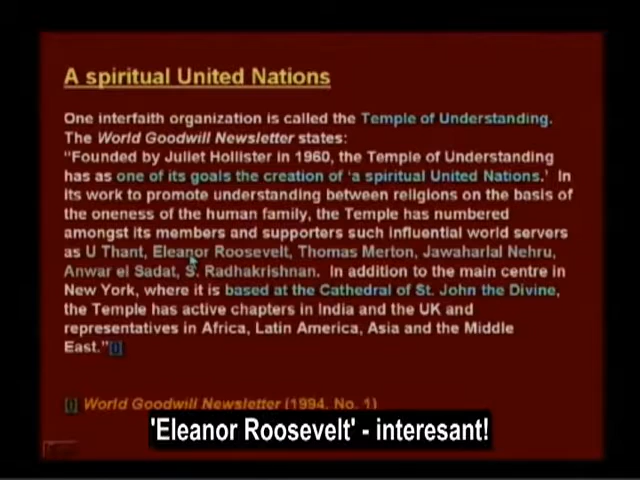 A spiritual United Nations
One interfaith organization is called the Temple of Understanding.
The World Goodwill Newsletter states:
"Founded by Juliet Hollister in 1960, the Temple of Understanding
has as one of its goals the creation of 'a spiritual United Nations.' In
its work to promote understanding between religions on the basis of
the oneness of the human family, the Temple has numbered
amongst its members and supporters such influential world servers
as U Thant, Eleanor Roosevelt, Thomas Merton, Jawaharlal Nehru,
Anwar el Sadat, S. Radhakrishnan. In addition to the main centre in
New York, where it is based at the Cathedral of St. John the Divine,
the Temple has active chapters in India and the UK and
representatives in Africa, Latin America, Asia and the Middle
East."[i]
[i] World Goodwill Newsletter (1994, No. 1)
'Eleanor Roosevelt' - interesant!